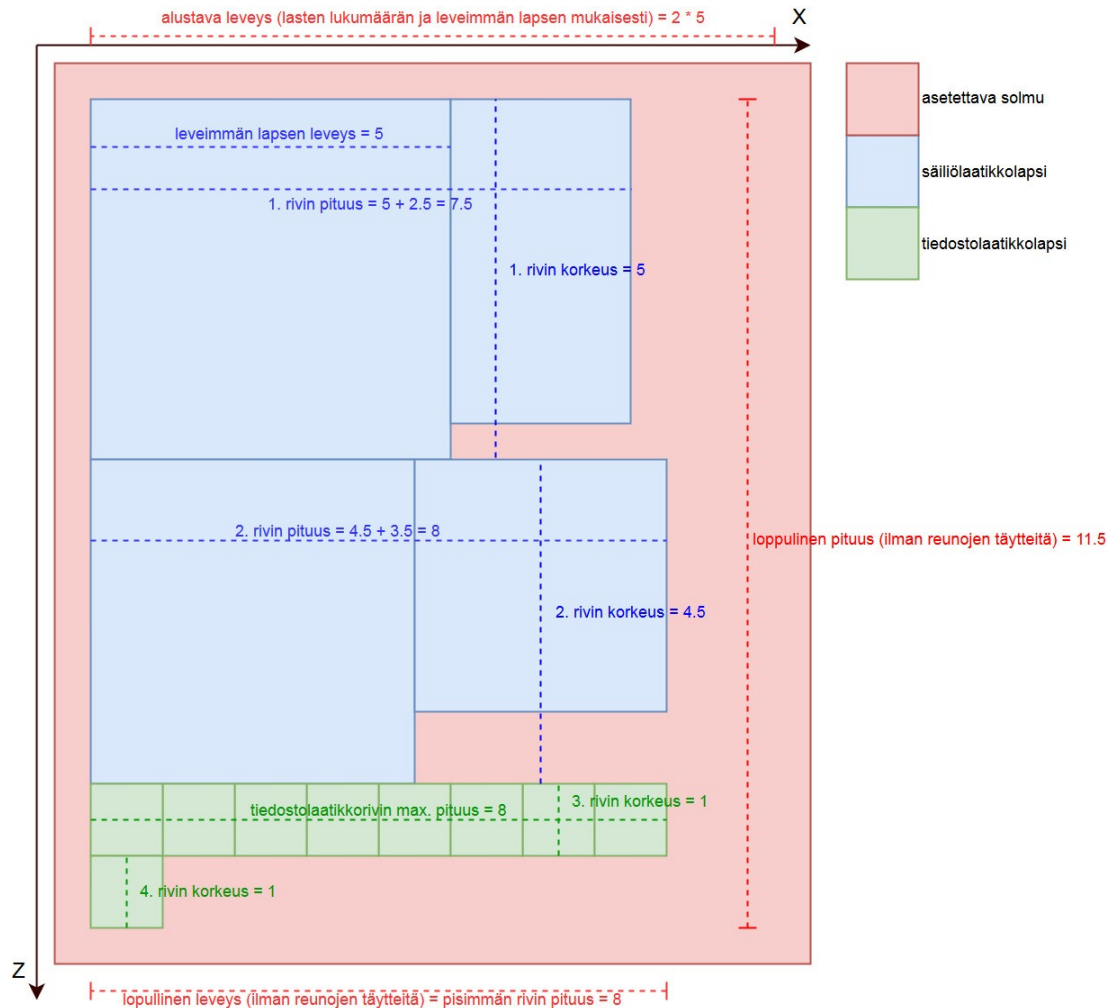 alustava leveys (lasten lukumäärän ja leveimmän lapsen mukaisesti) = 2 * 5
X
asetettava solmu
leveimmän lapsen leveys = 5
säiliölaatikkolapsi
1. rivin pituus = 5 + 2.5 = 7.5
tiedostolaatikkolapsi
1. rivin korkeus = 5
2. rivin pituus = 4.5 + 3.5 = 8
loppulinen pituus (ilman reunojen täytteitä) = 11.5
2. rivin korkeus = 4.5
tiedostolaatikkorivin max. pituus = 8
3. rivin korkeus = 1
4. rivin korkeus = 1
Z
lopullinen leveys (ilman reunojen täytteitä) = pisimmän rivin pituus = 8